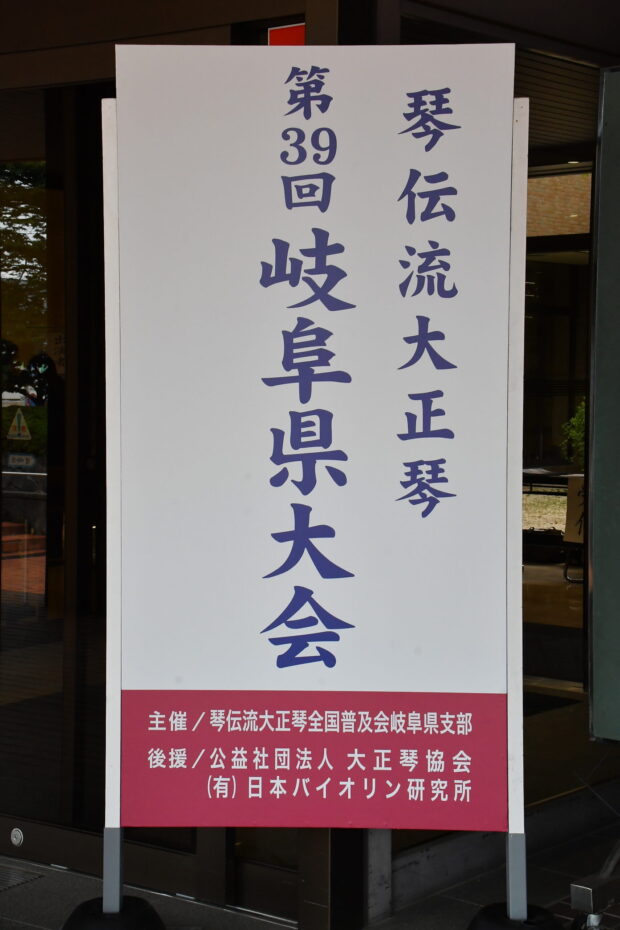 琴伝流大正琴
第39回岐阜県大会
主催/琴伝流大正琴全国普及会岐阜県支部
後援/公益社団法人 大正琴協会
(有)日本バイオリン研究所